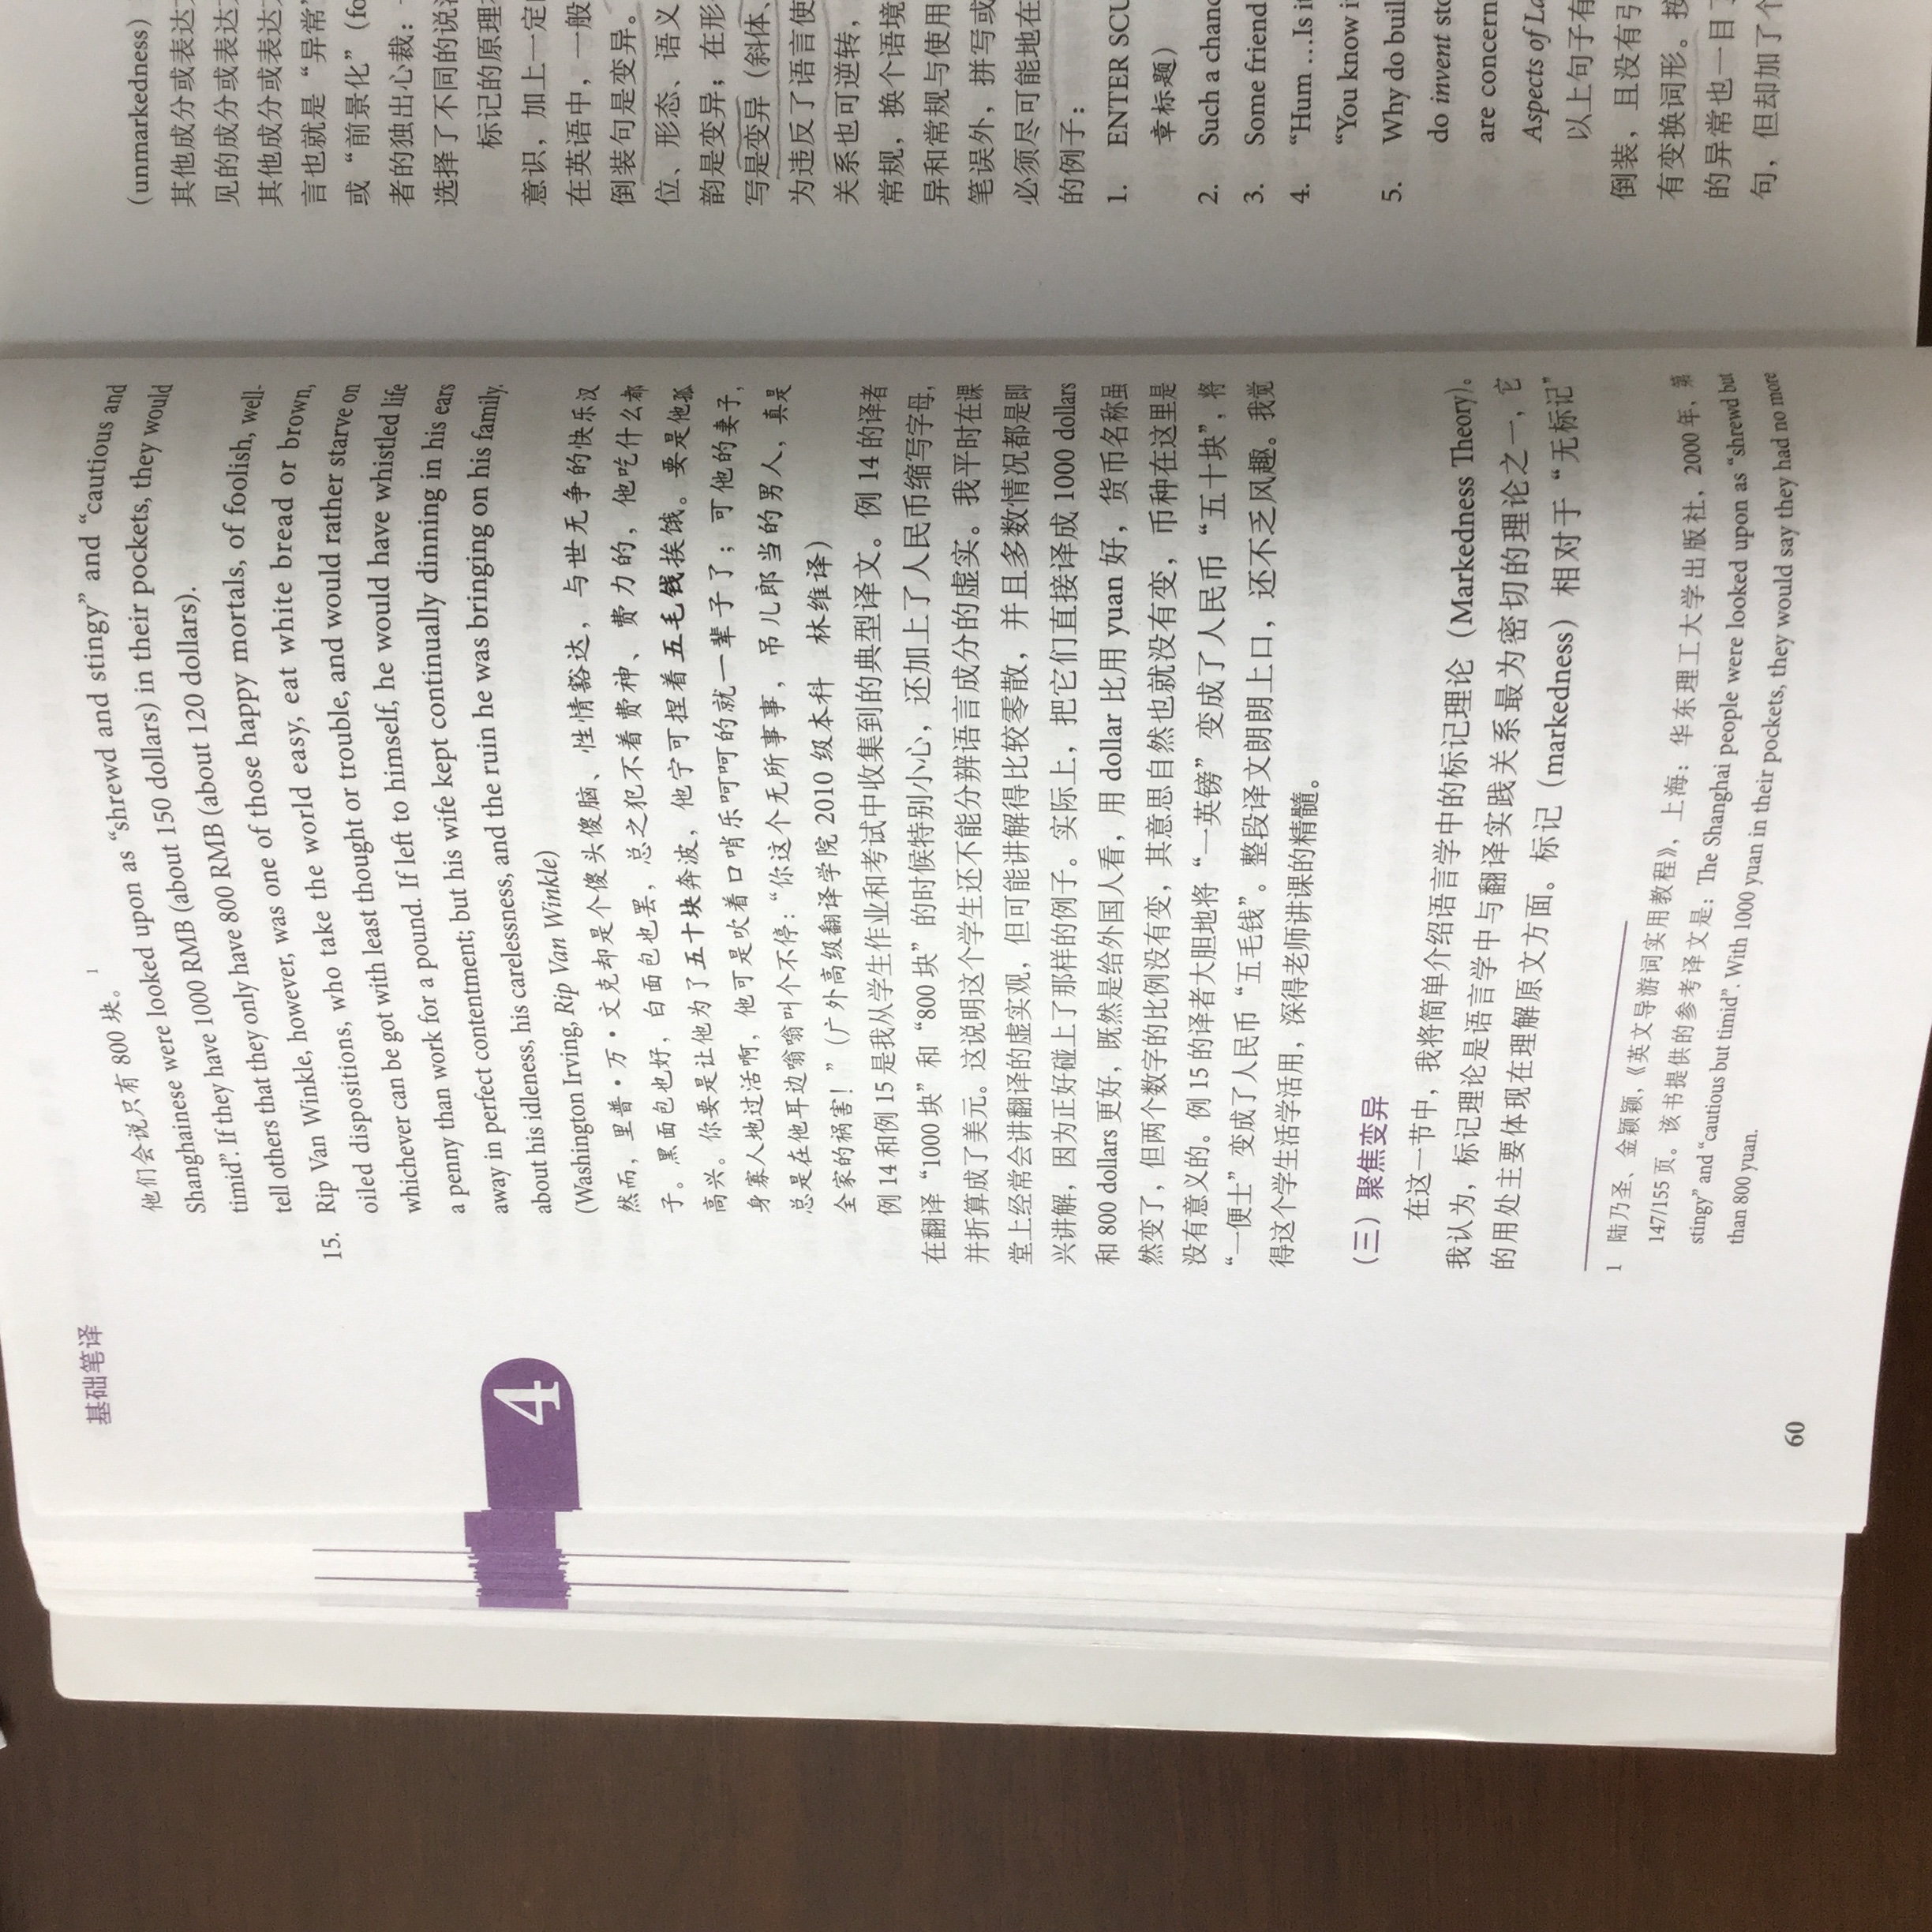 基础笔译
他们会说只有 800 块。 1
Shanghainese were looked upon as “shrewd and stingy” and “cautious and
timid”. If they have 1000 RMB (about 150 dollars) in their pockets, they would
tell others that they only have 800 RMB (about 120 dollars).
15. Rip Van Winkle, however, was one of those happy mortals, of foolish, well-
oiled dispositions, who take the world easy, eat white bread or brown,
whichever can be got with least thought or trouble, and would rather starve on
a penny than work for a pound. If left to himself, he would have whistled life
away in perfect contentment; but his wife kept continually dinning in his ears
about his idleness, his carelessness, and the ruin he was bringing on his family.
(Washington Irving, Rip Van Winkle)
然而，里普·万·文克却是个傻头傻脑、性情豁达，与世无争的快乐汉
子。黑面包也好，白面包也罢，总之犯不着费神、费力的，他吃什么都
高兴。你要是让他为了五十块奔波，他宁可捏着五毛钱挨饿。要是他孤
身寡人地过活啊，他可是吹着口哨乐呵呵的就一辈子了；可他的妻子，
总是在他耳边嗡嗡叫个不停：“你这个无所事事，吊儿郎当的男人，真是
全家的祸害！”（广外高级翻译学院 2010 级本科 林维译）
例 14 和例 15 是我从学生作业和考试中收集到的典型译文。例 14 的译者
在翻译“1000 块”和“800 块”的时候特别小心，还加上了人民币缩写字母，
并折算成了美元。这说明这个学生还不能分辨语言成分的虚实。我平时在课
堂上经常会讲翻译的虚实观，但可能讲解得比较零散，并且多数情况都是即
兴讲解，因为正好碰上了那样的例子。实际上，把它们直接译成 1000 dollars
和 800 dollars 更好，既然是给外国人看，用 dollar 比用 yuan 好，货币名称虽
然变了，但两个数字的比例没有变，其意思自然也就没有变，币种在这里是
没有意义的。例 15 的译者大胆地将“一英镑”变成了人民币“五十块”，将
“一便士”变成了人民币“五毛钱”。整段译文朗朗上口，还不乏风趣。我觉
得这个学生活学活用，深得老师讲课的精髓。
（三）聚焦变异
在这一节中，我将简单介绍语言学中的标记理论（Markedness Theory）。
我认为，标记理论是语言学中与翻译实践关系最为密切的理论之一，它
的用处主要体现在理解原文方面。标记（markedness）相对于“无标记”
1 陆乃圣、金颖颖，《英文导游词实用教程》，上海：华东理工大学出版社，2000 年，第
147/155 页。该书提供的参考译文是：The Shanghai people were looked upon as “shrewd but
stingy” and “cautious but timid”. With 1000 yuan in their pockets, they would say they had no more
than 800 yuan.
4
60
(unmarkedness)
其他成分或表达
见的成分或表达
其他成分或表达
言也就是“异常”
或“前景化”(fo
者的独出心裁：
选择了不同的说
标记的原理
意识，加上一定
在英语中，一般
倒装句是变异。
位、形态、语义
韵是变异；在形
写是变异（斜体、
为违反了语言使
关系也可逆转，
常规，换个语境
异和常规与使用
笔误外，拼写或
必须尽可能地在
的例子：
1. ENTER SCU
章标题）
2. Such a chanc
3. Some friend
4. “Hum …Is it
“You know i
5. Why do buil
do invent sto
are concern
Aspects of La
以上句子有
倒装，且没有引
有变换词形。按
的异常也一目
句，但却加了个